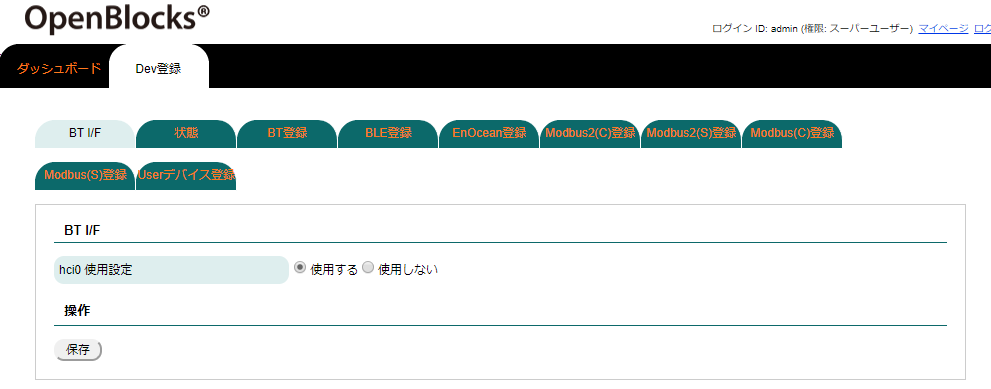 OpenBlocks®
ログイン ID: admin (権限: スーパーユーザー) マイページ ログ
ダッシュボード Dev登録
BT I/F 状態 BT登録 BLE登録 EnOcean登録 Modbus2(C)登録 Modbus2(S)登録 Modbus(C)登録
Modbus(S)登録 Userデバイス登録
BT I/F
hci0 使用設定 使用する 使用しない
操作
保存